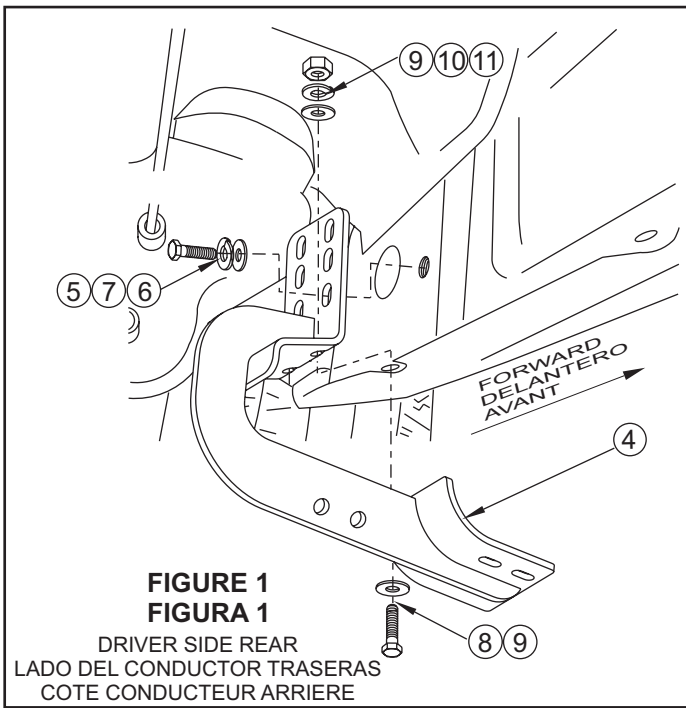 9 10 11
5 7 6
FORWARD
DELANTERO
AVANT
4
FIGURE 1
FIGURA 1
8 9
DRIVER SIDE REAR
LADO DEL CONDUCTOR TRASERAS
COTE CONDUCTEUR ARRIERE